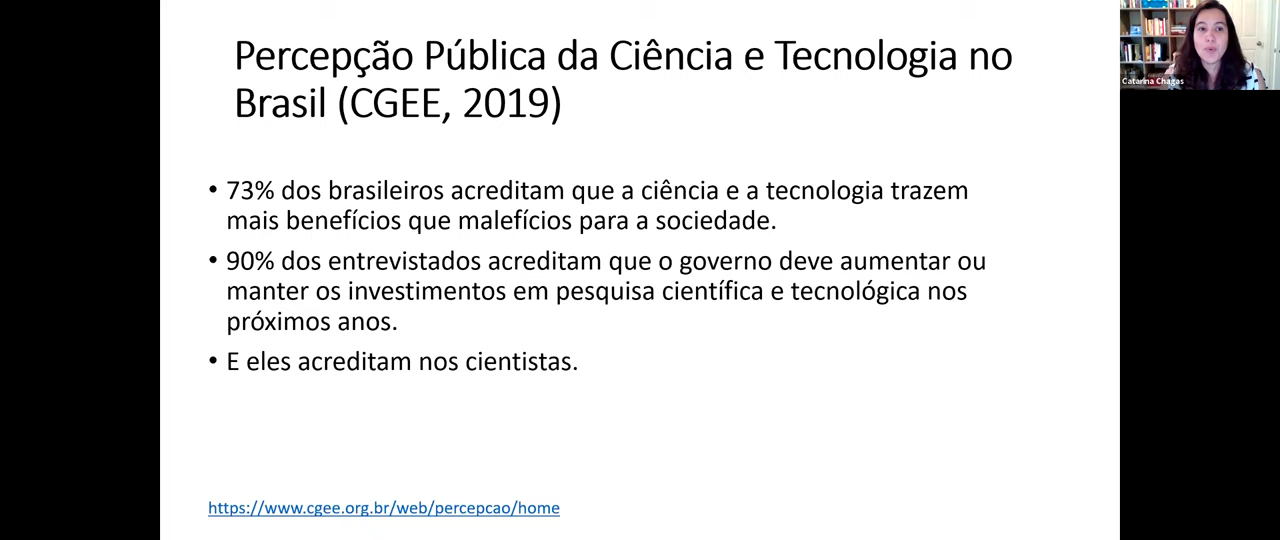 Percepção Pública da Ciência e Tecnologia no
Brasil (CGEE, 2019)
• 73% dos brasileiros acreditam que a ciência e a tecnologia trazem
mais benefícios que malefícios para a sociedade.
• 90% dos entrevistados acreditam que o governo deve aumentar ou
manter os investimentos em pesquisa científica e tecnológica nos
próximos anos.
• E eles acreditam nos cientistas.
https://www.cgee.org.br/web/percepcao/home
Catarina Chagas